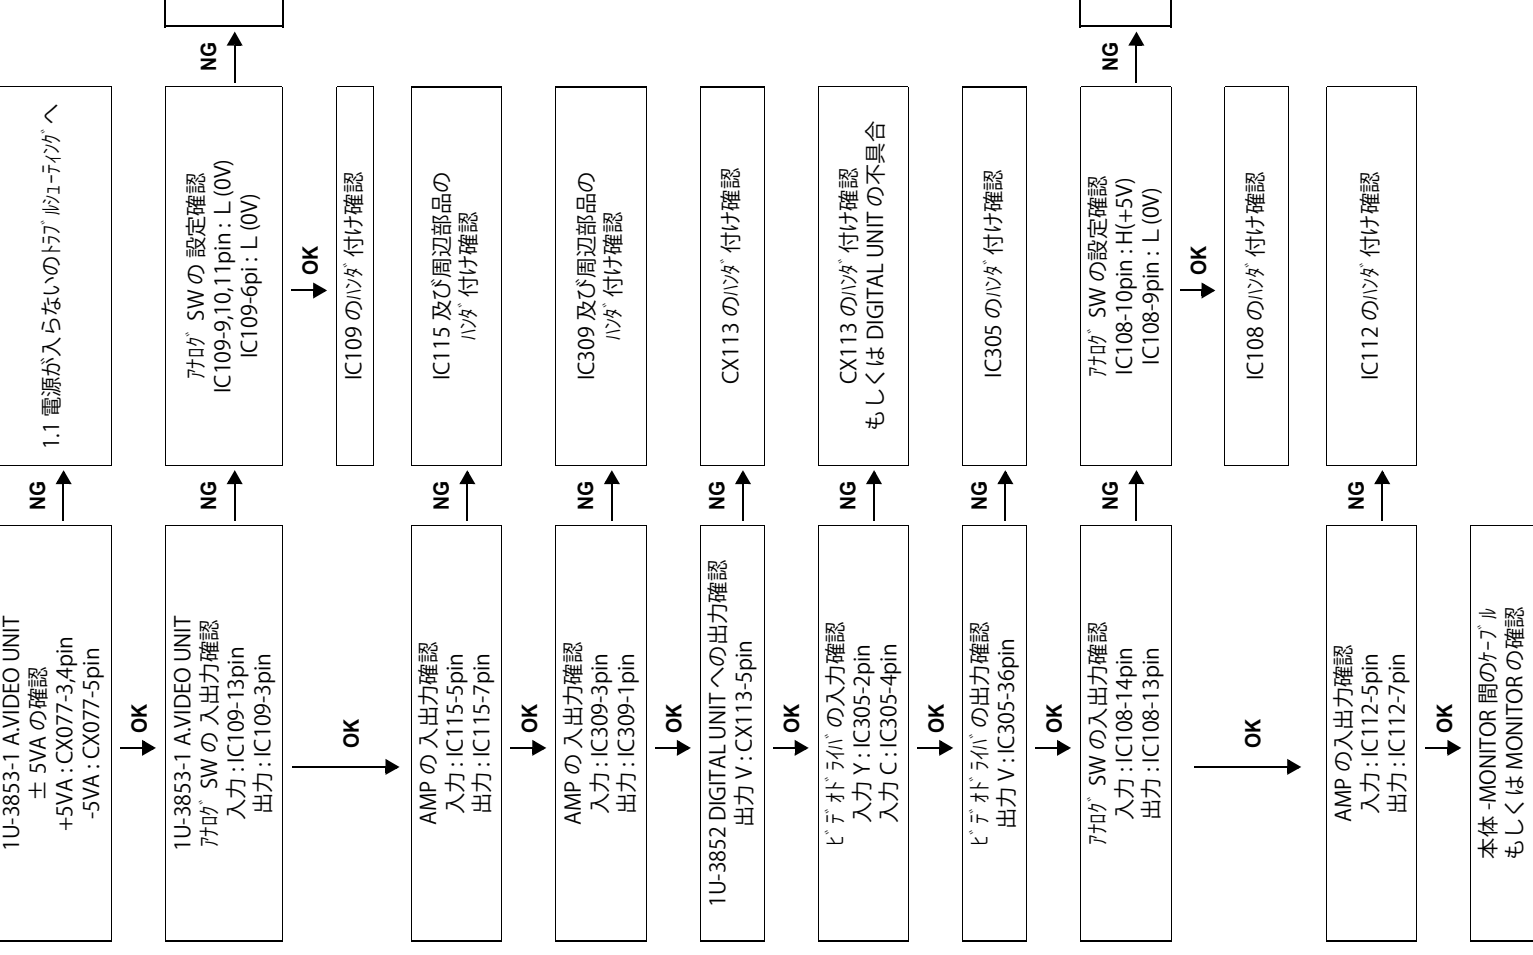 1U-3853-1 A.VIDEO UNIT
± 5VAの確認
+5VA : CX077-3,4pin
-5VA : CX077-5pin
NG
1.1 電源が入らないのﾄﾗﾌﾞﾙｼｭｰﾃｨﾝｸﾞへ
OK
1U-3853-1 A.VIDEO UNIT
ｱﾅﾛｸﾞ SWの 入出力確認
入力 : IC109-13pin
出力 : IC109-3pin
NG
ｱﾅﾛｸﾞ SWの 設定確認
IC109-9,10,11pin : L (0V)
IC109-6pi : L (0V)
NG
OK
IC109 のﾊﾝﾀﾞ付け確認
OK
AMP の 入出力確認
入力 : IC115-5pin
出力 : IC115-7pin
NG
IC115 及び周辺部品の
ﾊﾝﾀﾞ付け確認
OK
AMP の 入出力確認
入力 : IC309-3pin
出力 : IC309-1pin
NG
IC309 及び周辺部品の
ﾊﾝﾀﾞ付け確認
OK
1U-3852 DIGITAL UNIT への出力確認
出力 V : CX113-5pin
NG
CX113 のﾊﾝﾀﾞ付け確認
OK
ﾋﾞﾃﾞｵﾄﾞﾗｲﾊﾞの入力確認
入力 Y : IC305-2pin
入力 C : IC305-4pin
NG
CX113 のﾊﾝﾀﾞ付け確認
もしくは DIGITAL UNIT の不具合
OK
ﾋﾞﾃﾞｵﾄﾞﾗｲﾊﾞの出力確認
出力 V : IC305-36pin
NG
IC305 のﾊﾝﾀﾞ付け確認
OK
ｱﾅﾛｸﾞ SWの入出力確認
入力 : IC108-14pin
出力 : IC108-13pin
NG
ｱﾅﾛｸﾞ SWの設定確認
IC108-10pin : H(+5V)
IC108-9pin : L (0V)
NG
OK
IC108 のﾊﾝﾀﾞ付け確認
OK
AMP の入出力確認
入力 : IC112-5pin
出力 : IC112-7pin
NG
IC112 のﾊﾝﾀﾞ付け確認
OK
本体 -MONITOR 間のｹｰﾌﾞﾙ
もしくは MONITOR の確認